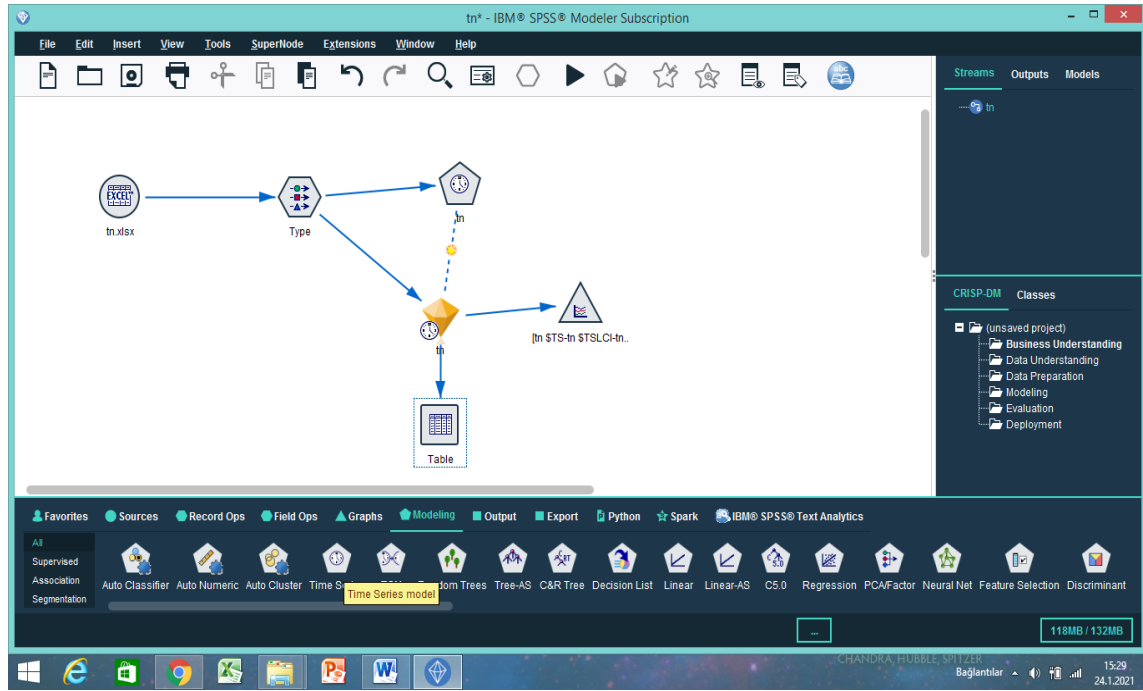 tn* - IBM® SPSS® Modeler Subscription
File Edit Insert View Tools SuperNode Extensions Window Help
abc
Streams Outputs Models
tn
EXCEL
tn.xlsx
Type
tn
tn
[tn $TS-tn $TSLCI-tn..
Table
CRISP-DM Classes
(unsaved project)
Business Understanding
Data Understanding
Data Preparation
Modeling
Evaluation
Deployment
Favorites Sources Record Ops Field Ops Graphs Modeling Output Export Python Spark IBM® SPSS® Text Analytics
All
Supervised
Association
Segmentation
Auto Classifier Auto Numeric Auto Cluster Time Trees Tree-AS C&R Tree Decision List Linear Linear-AS C5.0 Regression PCA/Factor Neural Net Feature Selection Discriminant
Time Series model
...
118MB / 132MB
CHANDRA, HUBBLE, SPITZER
Bağlantılar
15:29
24.1.2021